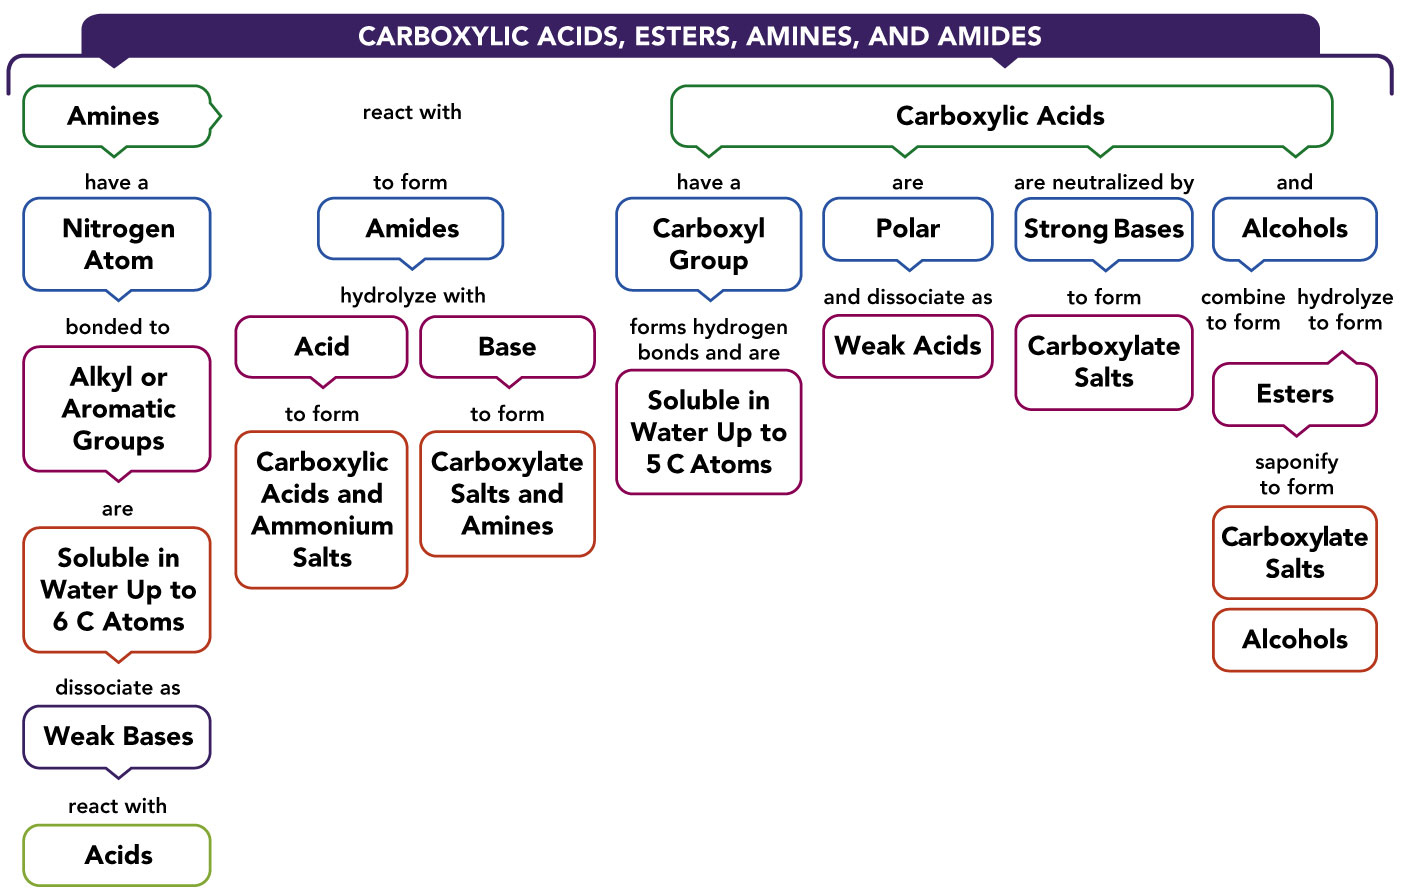 CARBOXYLIC ACIDS, ESTERS, AMINES, AND AMIDES
Amines
react with
Carboxylic Acids
have a
Nitrogen
Atom
bonded to
Alkyl or
Aromatic
Groups
are
Soluble in
Water Up to
6 C Atoms
dissociate as
Weak Bases
react with
Acids
to form
Amides
hydrolyze with
Acid
to form
Carboxylic
Acids and
Ammonium
Salts
Base
to form
Carboxylate
Salts and
Amines
have a
Carboxyl
Group
forms hydrogen
bonds and are
Soluble in
Water Up to
5 C Atoms
are
Polar
and dissociate as
Weak Acids
are neutralized by
Strong Bases
to form
Carboxylate
Salts
and
Alcohols
combine
to form
hydrolyze
to form
Esters
saponify
to form
Carboxylate
Salts
Alcohols